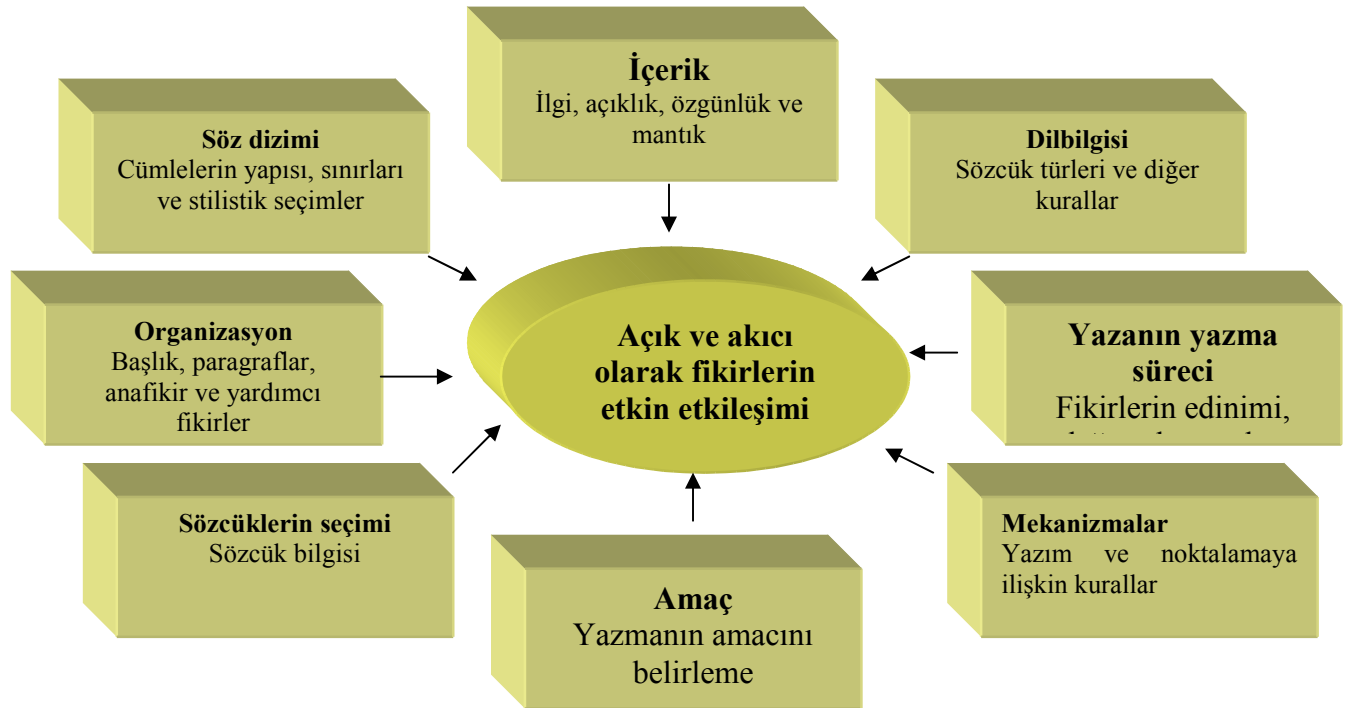 İçerik
İlgi, açıklık, özgünlük ve
mantık
Söz dizimi
Cümlelerin yapısı, sınırları
ve stilistik seçimler
Dilbilgisi
Sözcük türleri ve diğer
kurallar
Organizasyon
Başlık, paragraflar,
anafikir ve yardımcı
fikirler
Açık ve akıcı
olarak fikirlerin
etkin etkileşimi
Yazanın yazma
süreci
Fikirlerin edinimi,
Sözcüklerin seçimi
Sözcük bilgisi
Amaç
Yazmanın amacını
belirleme
Mekanizmalar
Yazım ve noktalamaya
ilişkin kurallar